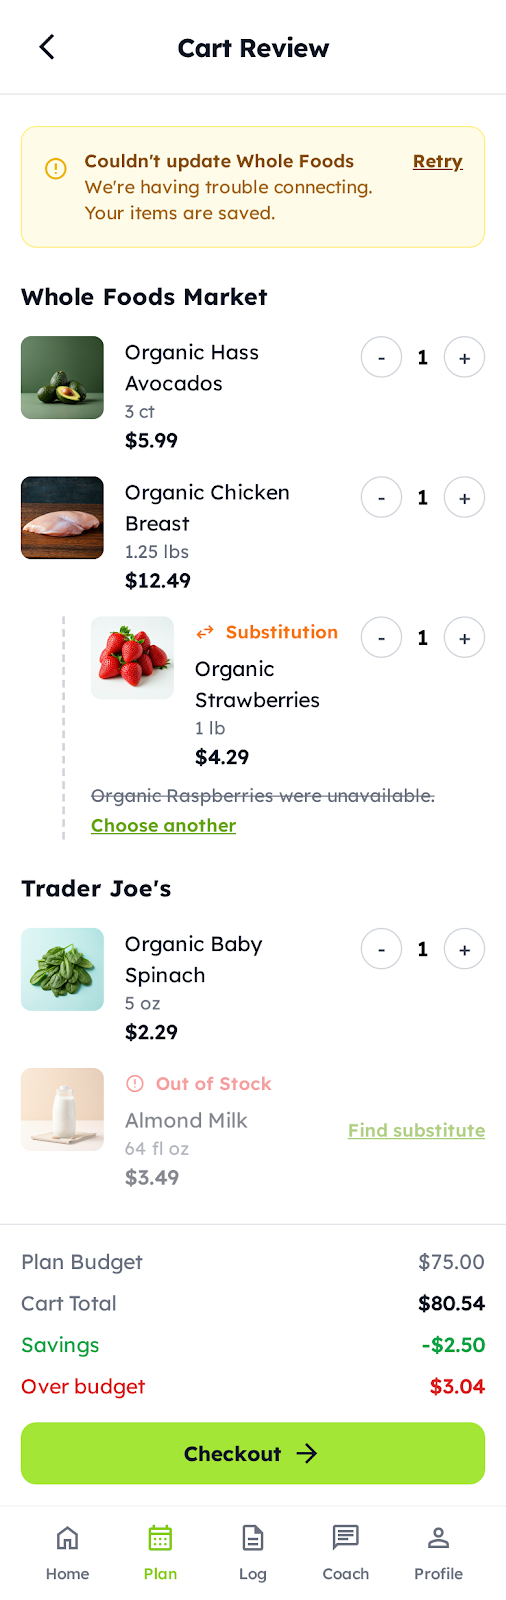 Cart Review
Couldn't update Whole Foods
Retry
We're having trouble connecting.
Your items are saved.
Whole Foods Market
Organic Hass
Avocados
3 ct
$5.99
- 1 +
Organic Chicken
Breast
1.25 lbs
$12.49
- 1 +
Substitution
Organic
Strawberries
1 lb
$4.29
- 1 +
Organic Raspberries were unavailable.
Choose another
Trader Joe's
Organic Baby
Spinach
5 oz
$2.29
- 1 +
Out of Stock
Almond Milk
64 fl oz
$3.49
Find substitute
Plan Budget $75.00
Cart Total $80.54
Savings -$2.50
Over budget $3.04
Checkout
Home Plan Log Coach Profile